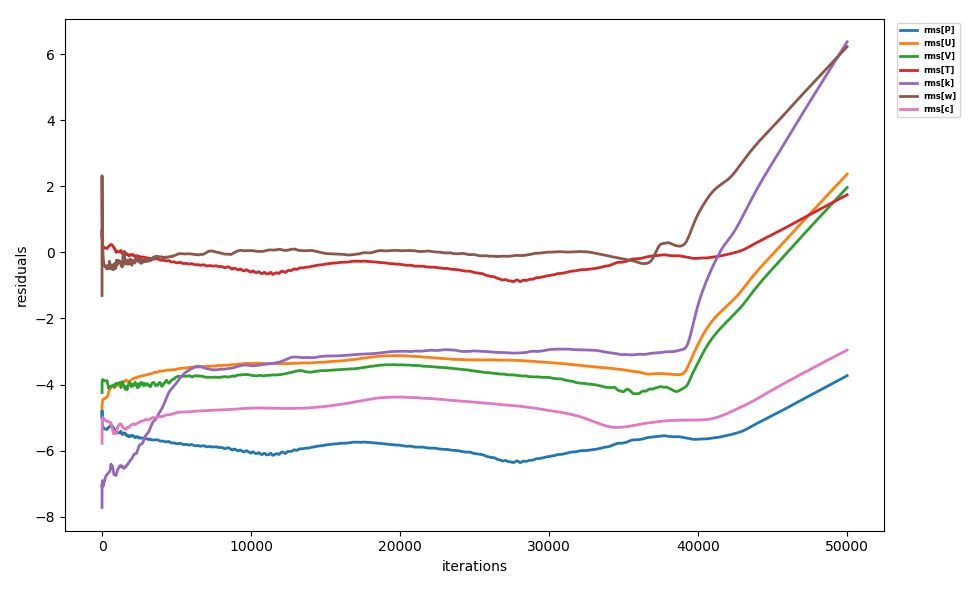 residuals
6
4
2
0
−2
−4
−6
−8
0 10000 20000 30000 40000 50000
iterations
rms[P]
rms[U]
rms[V]
rms[T]
rms[k]
rms[w]
rms[c]